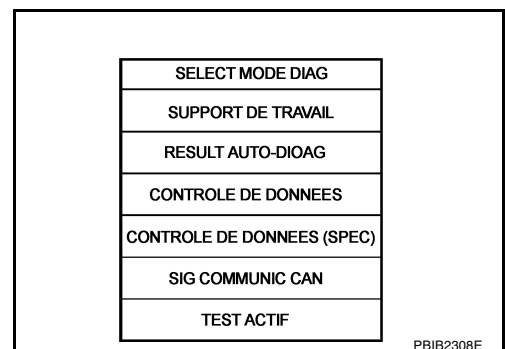 SELECT MODE DIAG
SUPPORT DE TRAVAIL
RESULT AUTO-DIOAG
CONTROLE DE DONNEES
CONTROLE DE DONNEES (SPEC)
SIG COMMUNIC CAN
TEST ACTIF
PBIB2308E